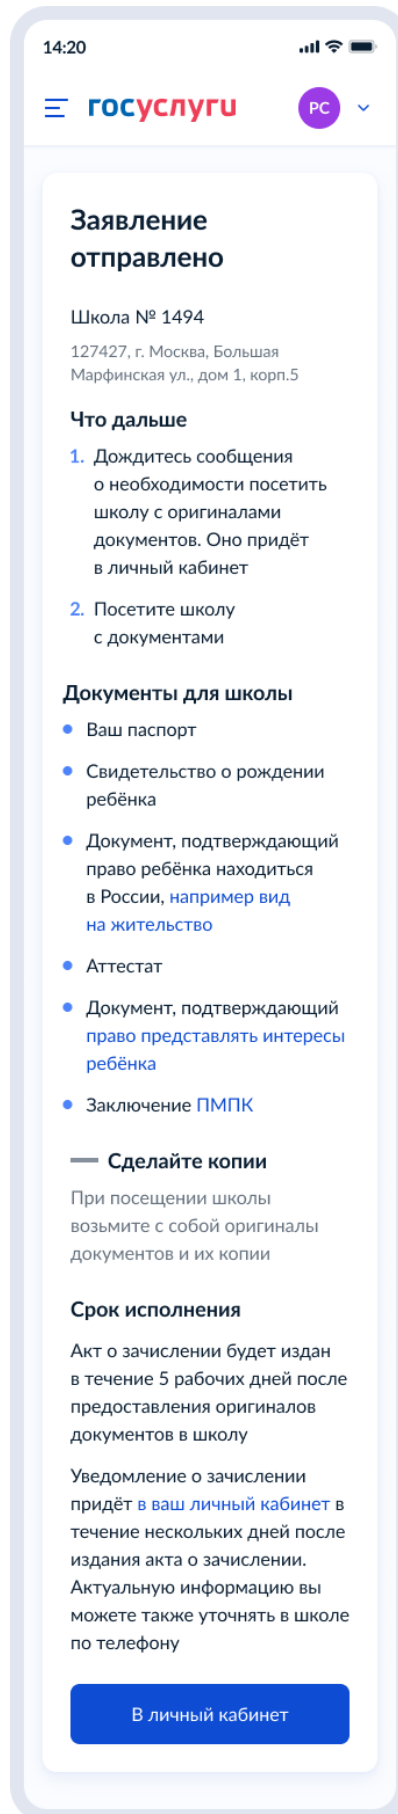 14:20
госуслуги
РС
Заявление
отправлено
Школа № 1494
127427, г. Москва, Большая
Марфинская ул., дом 1, корп.5
Что дальше
1. Дождитесь сообщения
о необходимости посетить
школу с оригиналами
документов. Оно придёт
в личный кабинет
2. Посетите школу
с документами
Документы для школы
Ваш паспорт
Свидетельство о рождении
ребёнка
Документ, подтверждающий
право ребёнка находиться
в России, например вид
на жительство
Аттестат
Документ, подтверждающий
право представлять интересы
ребёнка
Заключение ПМПК
Сделайте копии
При посещении школы
возьмите с собой оригиналы
документов и их копии
Срок исполнения
Акт о зачислении будет издан
в течение 5 рабочих дней после
предоставления оригиналов
документов в школу
Уведомление о зачислении
придёт в ваш личный кабинет в
течение нескольких дней после
издания акта о зачислении.
Актуальную информацию вы
можете также уточнять в школе
по телефону
В личный кабинет